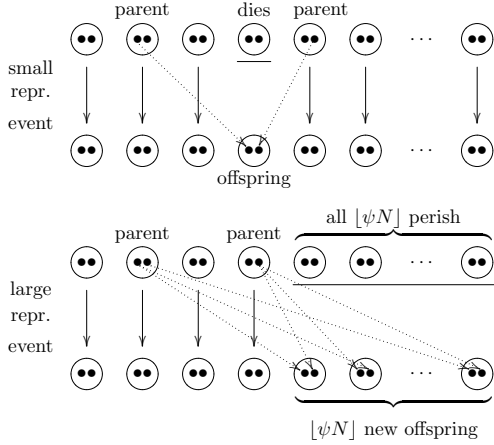 parent dies parent
· · ·
small
repr.
event
· · ·
offspring
all ⌊ψN⌋ perish
parent parent
· · ·
large
repr.
event
· · ·
⌊ψN⌋ new offspring